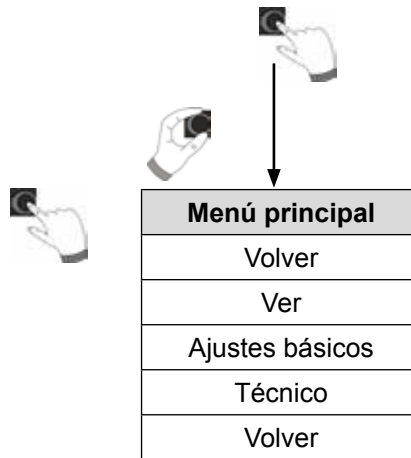 Menú principal
Volver
Ver
Ajustes básicos
Técnico
Volver